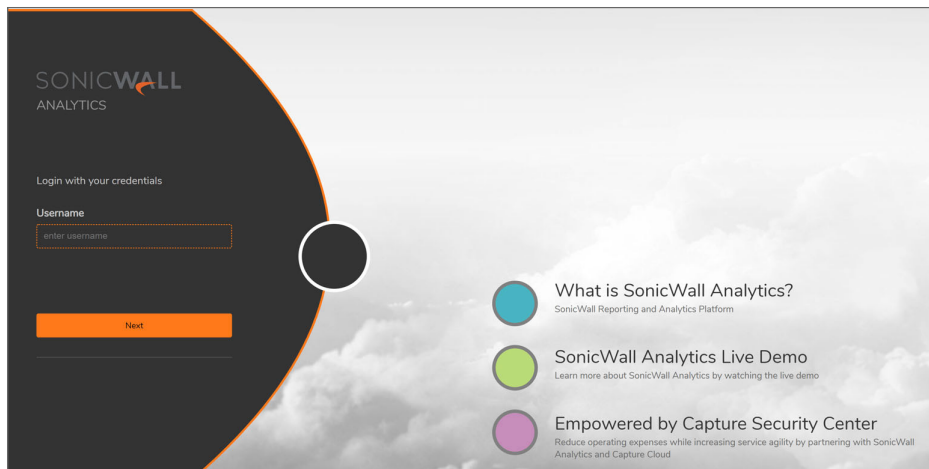 SONICWALL
ANALYTICS
Login with your credentials
Username
enter username
Next
What is SonicWall Analytics?
SonicWall Reporting and Analytics Platform
SonicWall Analytics Live Demo
Learn more about SonicWall Analytics by watching the live demo
Empowered by Capture Security Center
Reduce operating expenses while increasing service agility by partnering with SonicWall
Analytics and Capture Cloud